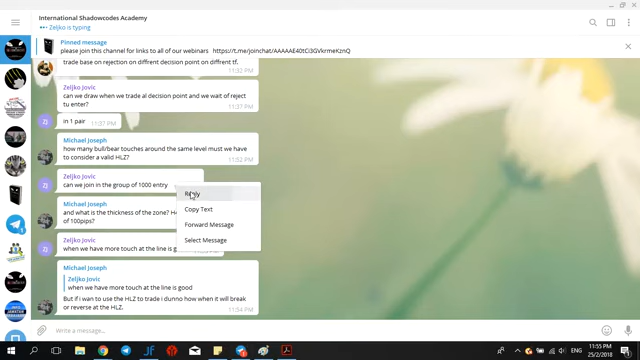 International Shadowcodes Academy
Zeljko is typing
Pinned message
please join this channel for links to all of our webinars https://t.me/joinchat/AAAAAE40tCi3GVkrmeKznQ
trade base on rejection on diffrent decision point on diffrent tf.
11:32 PM
Zeljko Jovic
can we draw when we trade al decision point and we wait of reject
tu enter?
11:37 PM
in 1 pair
11:37 PM
Michael Joseph
how many bull/bear touches around the same level must we have
to consider a valid HLZ?
11:52 PM
Zeljko Jovic
can we join in the group of 1000 entry
Reply
Copy Text
Forward Message
Select Message
Michael Joseph
and what is the thickness of the zone?
of 100pips?
Zeljko Jovic
when we have more touch at the line is g
Michael Joseph
Zeljko Jovic
when we have more touch at the line is good
But if i wan to use the HLZ to trade i dunno how when it will break
or reverse at the HLZ.
11:54 PM
Write a message...
ENG
11:55 PM
25/2/2018